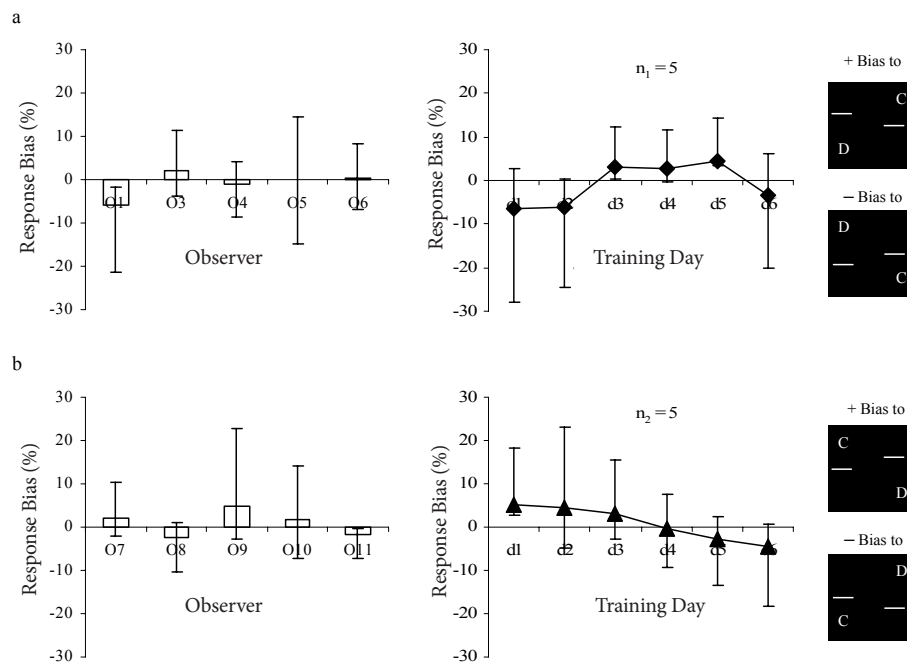 a
30
20
10
0
-10
-20
-30
Response Bias (%)
O1 O3 O4 O5 O6
Observer
30
20
10
0
-10
-20
-30
Response Bias (%)
n1 = 5
d1 d2 d3 d4 d5 d6
Training Day
+ Bias to
C
D
− Bias to
D
C
b
30
20
10
0
-10
-20
-30
Response Bias (%)
O7 O8 O9 O10 O11
Observer
30
20
10
0
-10
-20
-30
Response Bias (%)
n2 = 5
d1 d2 d3 d4 d5 d6
Training Day
+ Bias to
C
D
− Bias to
D
C